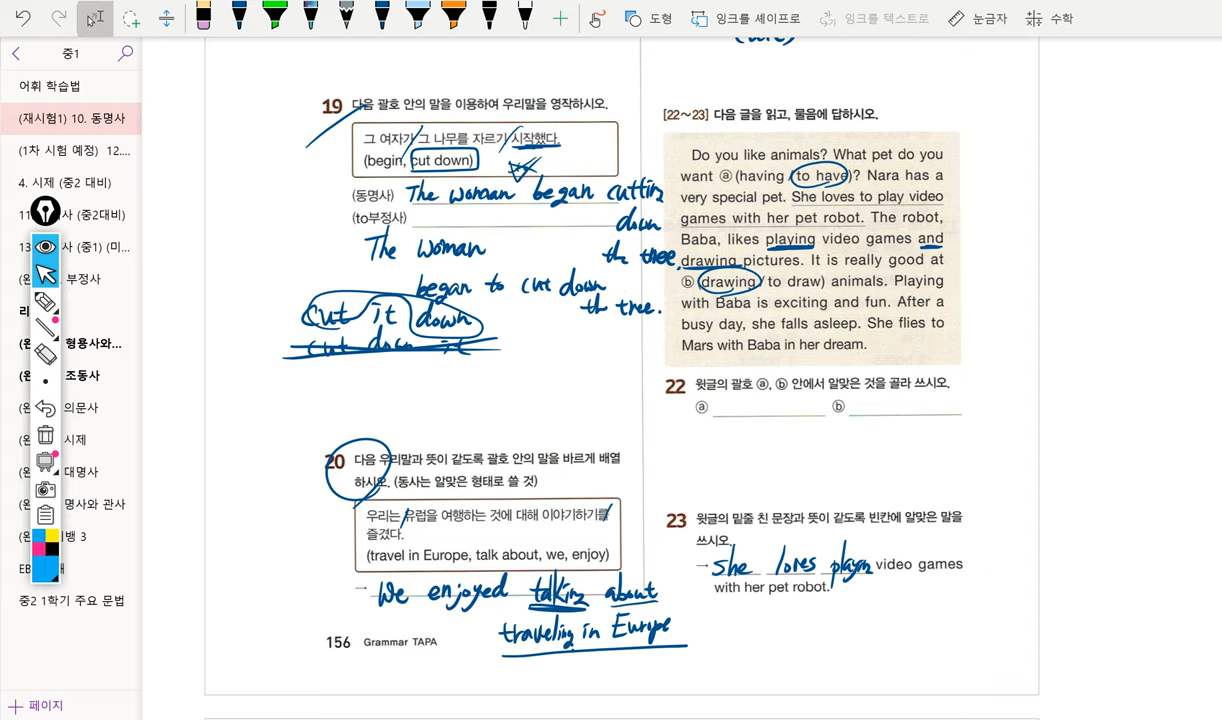 도형
잉크를 셰이프로
잉크를 텍스트로
눈금자
수학
중1
어휘 학습법
(재시험1) 10. 동명사
(1차 시험 예정) 12....
4. 시제 (중2 대비)
사 (중2대비)
사 (중1) (미...
부정사
형용사와...
조동사
의문사
시제
대명사
명사와 관사
뱅 3
중2 1학기 주요 문법
페이지
19 다음 괄호 안의 말을 이용하여 우리말을 영작하시오.
그 여자가 그 나무를 자르기 시작했다.
(begin, cut down)
(동명사) The woman began cutting
down
the tree.
(to부정사)
The woman
began to cut down
the tree.
cut it down
cut down it
20 다음 우리말과 뜻이 같도록 괄호 안의 말을 바르게 배열
하시오. (동사는 알맞은 형태로 쓸 것)
우리는 유럽을 여행하는 것에 대해 이야기하기를
즐겼다.
(travel in Europe, talk about, we, enjoy)
→ We enjoyed talking about
traveling in Europe
156 Grammar TAPA
[22~23] 다음 글을 읽고, 물음에 답하시오.
Do you like animals? What pet do you
want ⓐ (having / to have)? Nara has a
very special pet. She loves to play video
games with her pet robot. The robot,
Baba, likes playing video games and
drawing pictures. It is really good at
ⓑ (drawing / to draw) animals. Playing
with Baba is exciting and fun. After a
busy day, she falls asleep. She flies to
Mars with Baba in her dream.
22 윗글의 괄호 ⓐ, ⓑ 안에서 알맞은 것을 골라 쓰시오.
ⓐ ⓑ
23 윗글의 밑줄 친 문장과 뜻이 같도록 빈칸에 알맞은 말을
쓰시오.
→ she loves playing video games
with her pet robot.